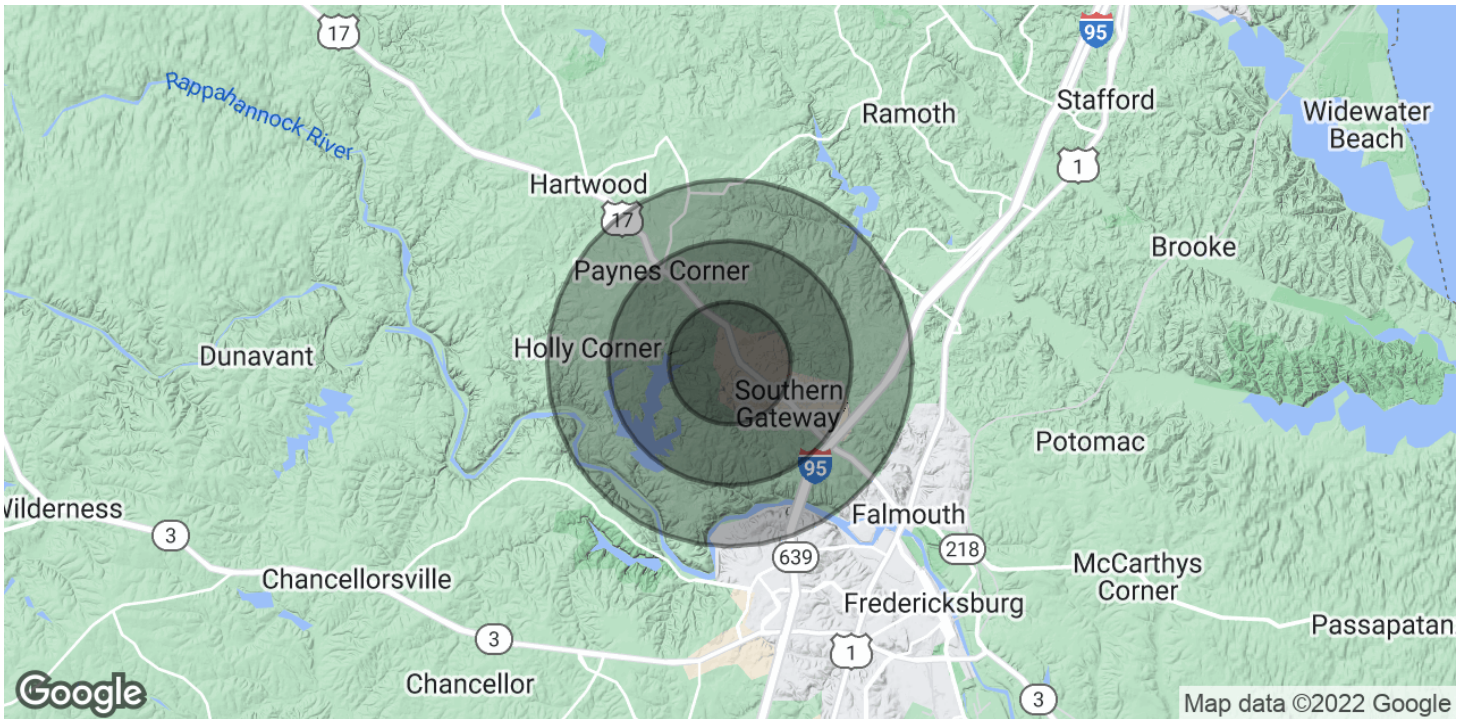 17
95
Stafford
Ramoth
Widewater
Beach
Rappahannock River
1
Hartwood
17
Brooke
Paynes Corner
Holly Corner
Dunavant
Southern
Gateway
Potomac
95
Wilderness
3
Falmouth
639
218
McCarthys
Corner
Chancellorsville
Fredericksburg
Passapatan
3
1
Chancellor
3
Google
Map data ©2022 Google